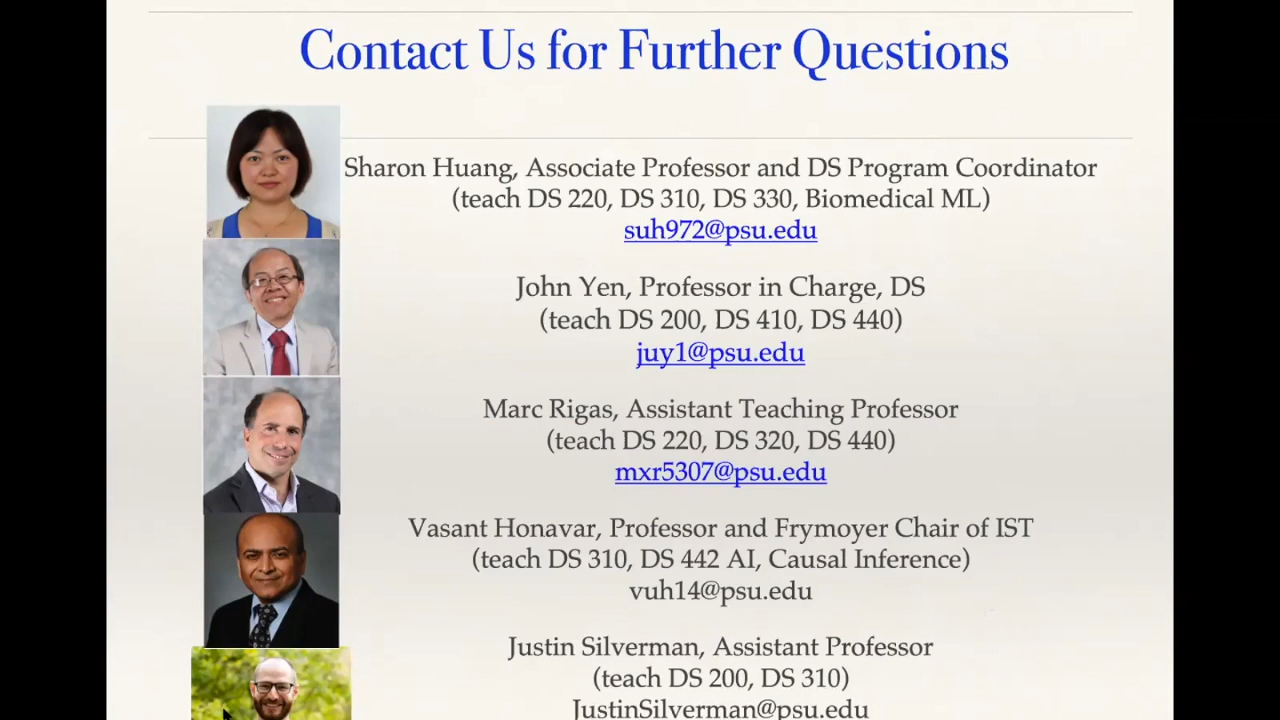 Contact Us for Further Questions
Sharon Huang, Associate Professor and DS Program Coordinator
(teach DS 220, DS 310, DS 330, Biomedical ML)
suh972@psu.edu
John Yen, Professor in Charge, DS
(teach DS 200, DS 410, DS 440)
juy1@psu.edu
Marc Rigas, Assistant Teaching Professor
(teach DS 220, DS 320, DS 440)
mxr5307@psu.edu
Vasant Honavar, Professor and Frymoyer Chair of IST
(teach DS 310, DS 442 AI, Causal Inference)
vuh14@psu.edu
Justin Silverman, Assistant Professor
(teach DS 200, DS 310)
JustinSilverman@psu.edu